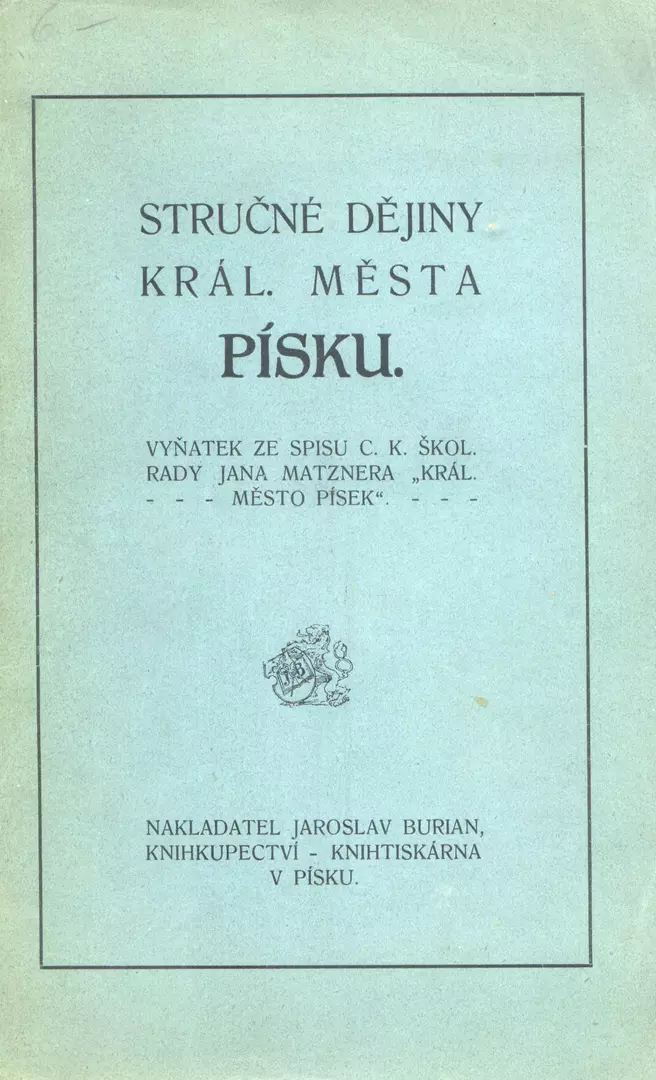 6-
STRUČNÉ DĚJINY
KRÁL. MĚSTA
PÍSKU.
VYŇATEK ZE SPISU C. K. ŠKOL.
RADY JANA MATZNERA „KRÁL.
- - - MĚSTO PÍSEK“. - - -
J B
NAKLADATEL JAROSLAV BURIAN,
KNIHKUPECTVÍ - KNIHTISKÁRNA
V PÍSKU.